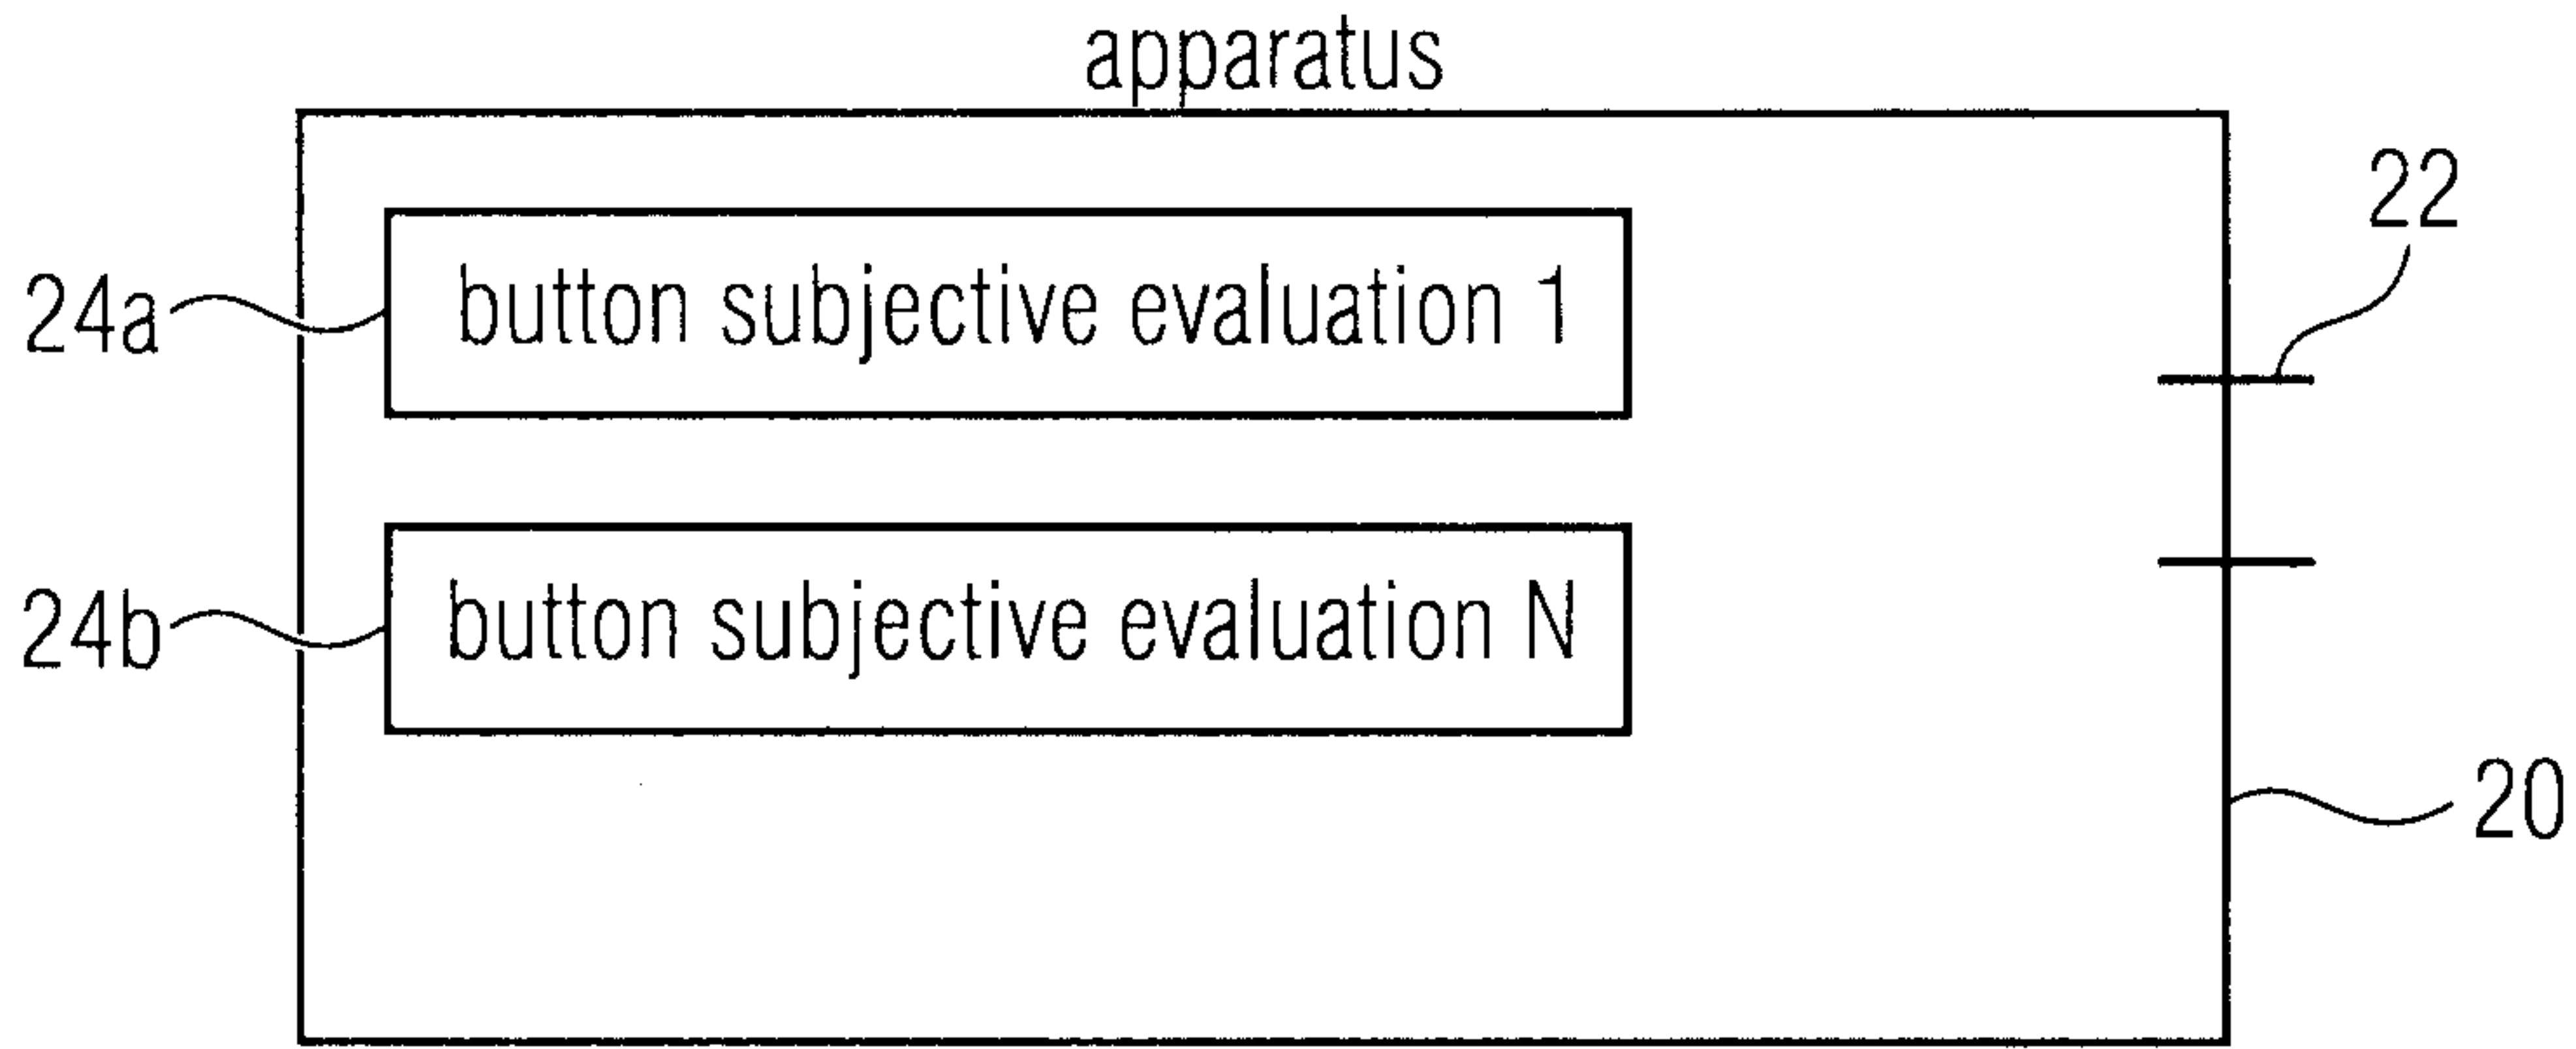 apparatus
22
24a
button subjective evaluation 1
24b
button subjective evaluation N
20